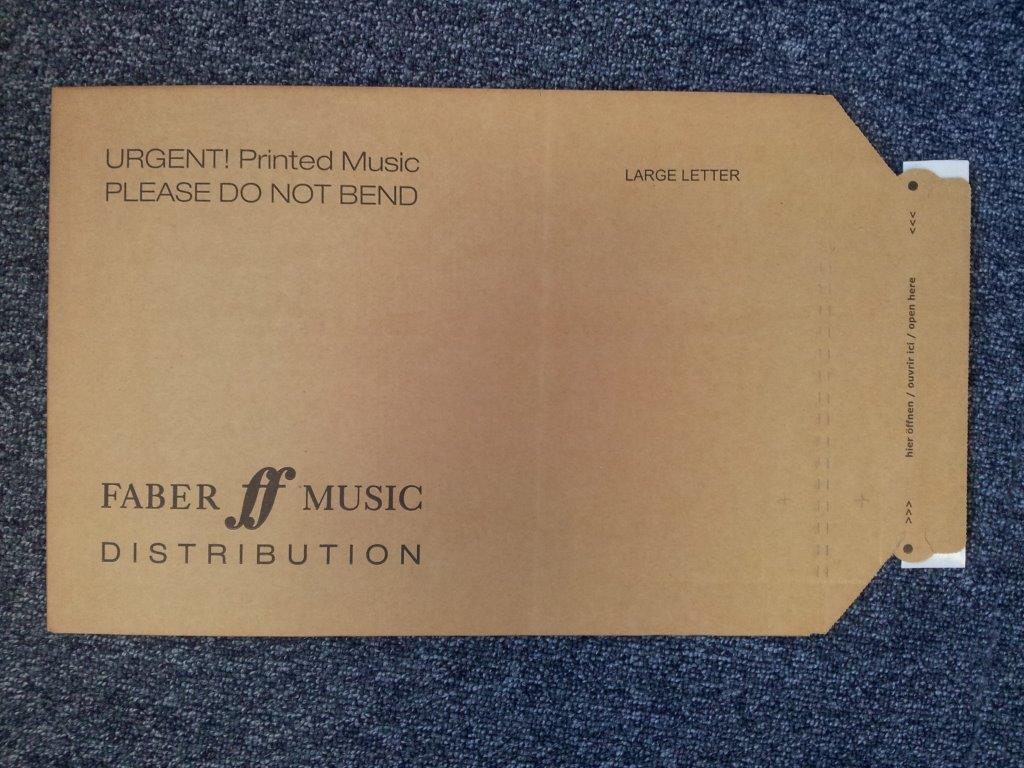 URGENT! Printed Music
PLEASE DO NOT BEND
LARGE LETTER
>>> hier öffnen / ouvrir ici / open here <<<
FABER ff MUSIC
DISTRIBUTION